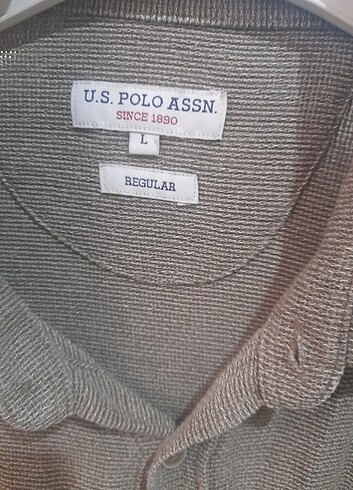 U.S. POLO ASSN.
SINCE 1890
L
REGULAR